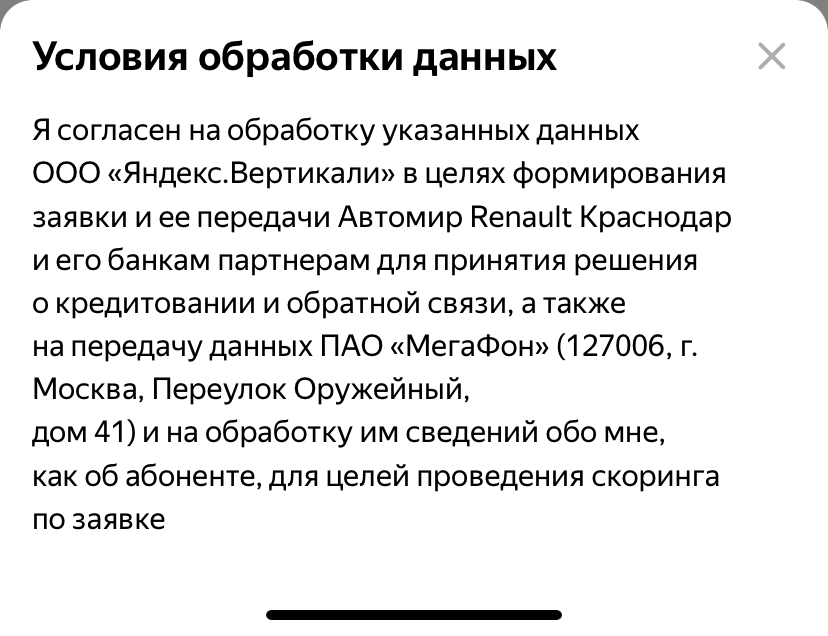 Условия обработки данных
Я согласен на обработку указанных данных
ООО «Яндекс.Вертикали» в целях формирования
заявки и ее передачи Автомир Renault Краснодар
и его банкам партнерам для принятия решения
о кредитовании и обратной связи, а также
на передачу данных ПАО «МегаФон» (127006, г.
Москва, Переулок Оружейный,
дом 41) и на обработку им сведений обо мне,
как об абоненте, для целей проведения скоринга
по заявке